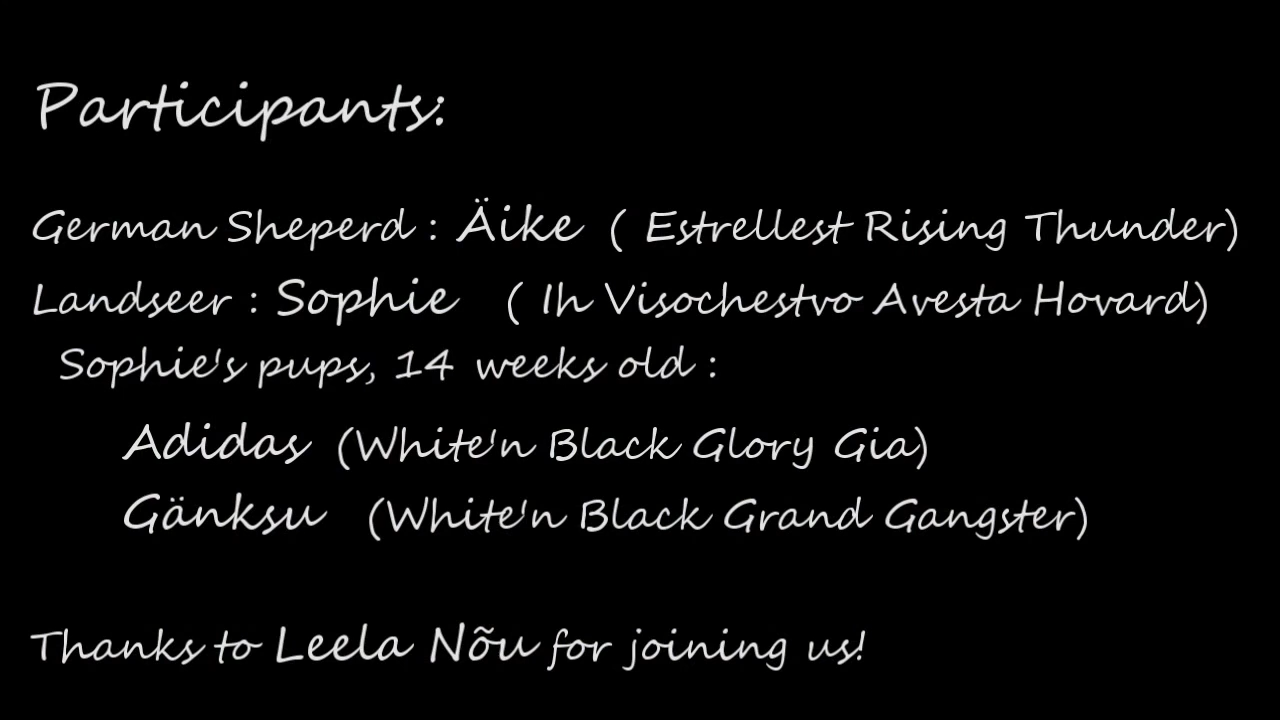 Participants:
German Sheperd : Äike ( Estrellest Rising Thunder)
Landseer : Sophie ( Ih Visochestvo Avesta Hovard)
Sophie's pups, 14 weeks old :
Adidas (White'n Black Glory Gia)
Gänksu (White'n Black Grand Gangster)
Thanks to Leela Nõu for joining us!